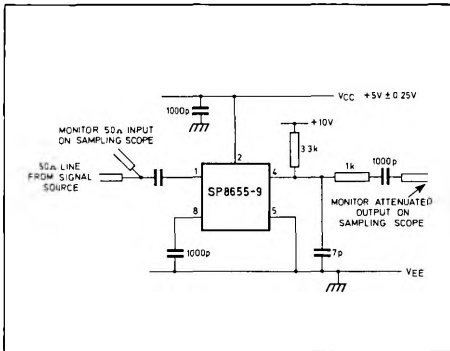 1000p
VCC +5V ± 0.25V
+10V
MONITOR 50Ω INPUT
ON SAMPLING SCOPE
3.3k
2
1k
1000p
50Ω LINE
FROM SIGNAL
SOURCE
1
4
SP8655-9
MONITOR ATTENUATED
OUTPUT ON
SAMPLING SCOPE
8
5
1000p
7p
VEE